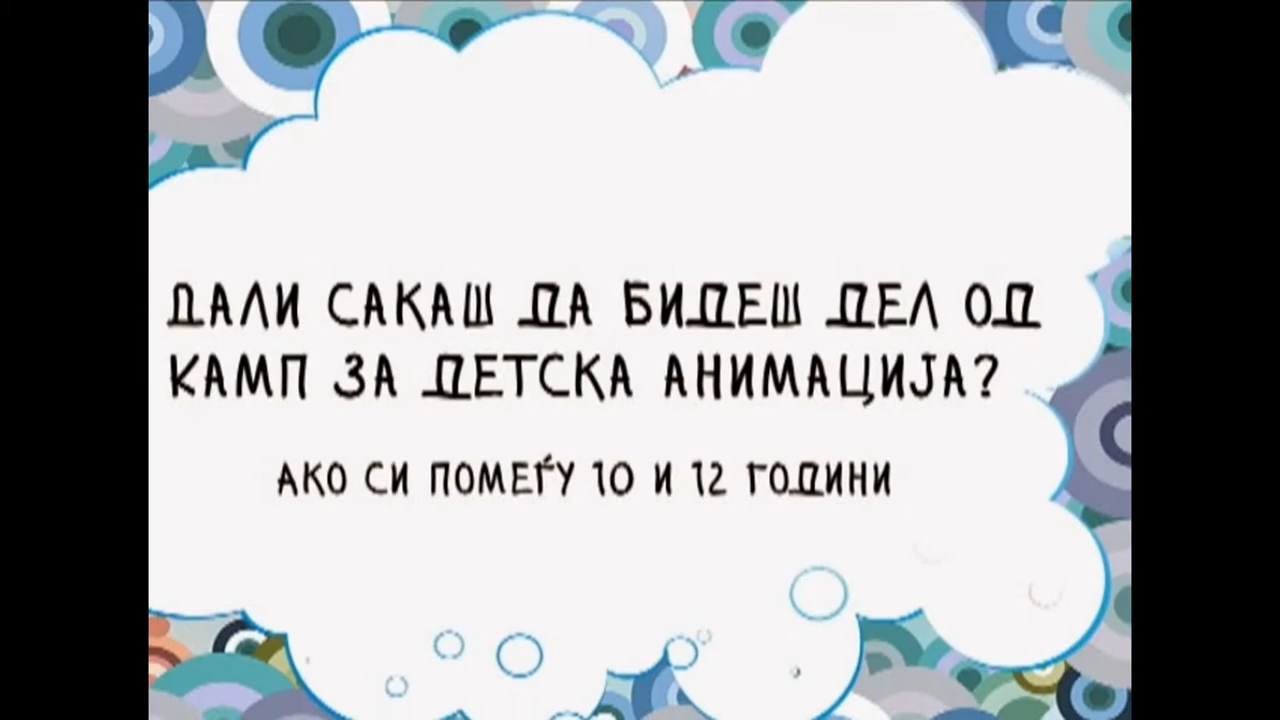 ДАЛИ САКАШ ДА БИДЕШ ДЕЛ ОД
КАМП ЗА ДЕТСКА АНИМАЦИЈА?
АКО СИ ПОМЕЃУ 10 И 12 ГОДИНИ